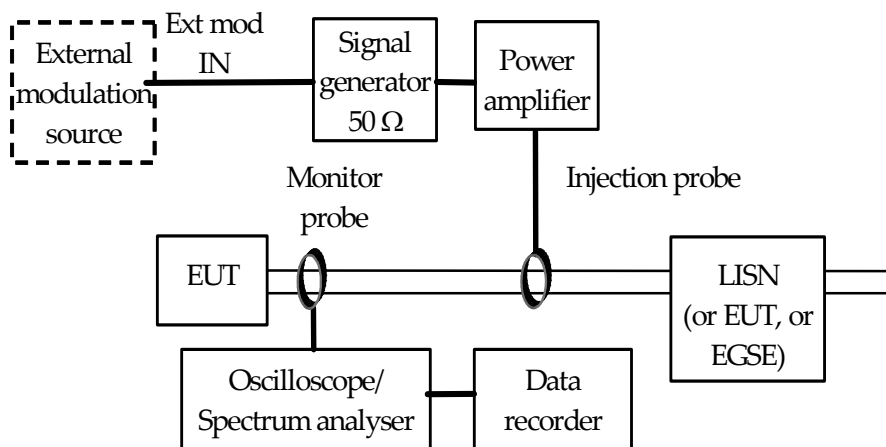 External
modulation
source
Ext mod
IN
Signal
generator
50 Ω
Power
amplifier
Monitor
probe
Injection probe
EUT
LISN
(or EUT, or
EGSE)
Oscilloscope/
Spectrum analyser
Data
recorder